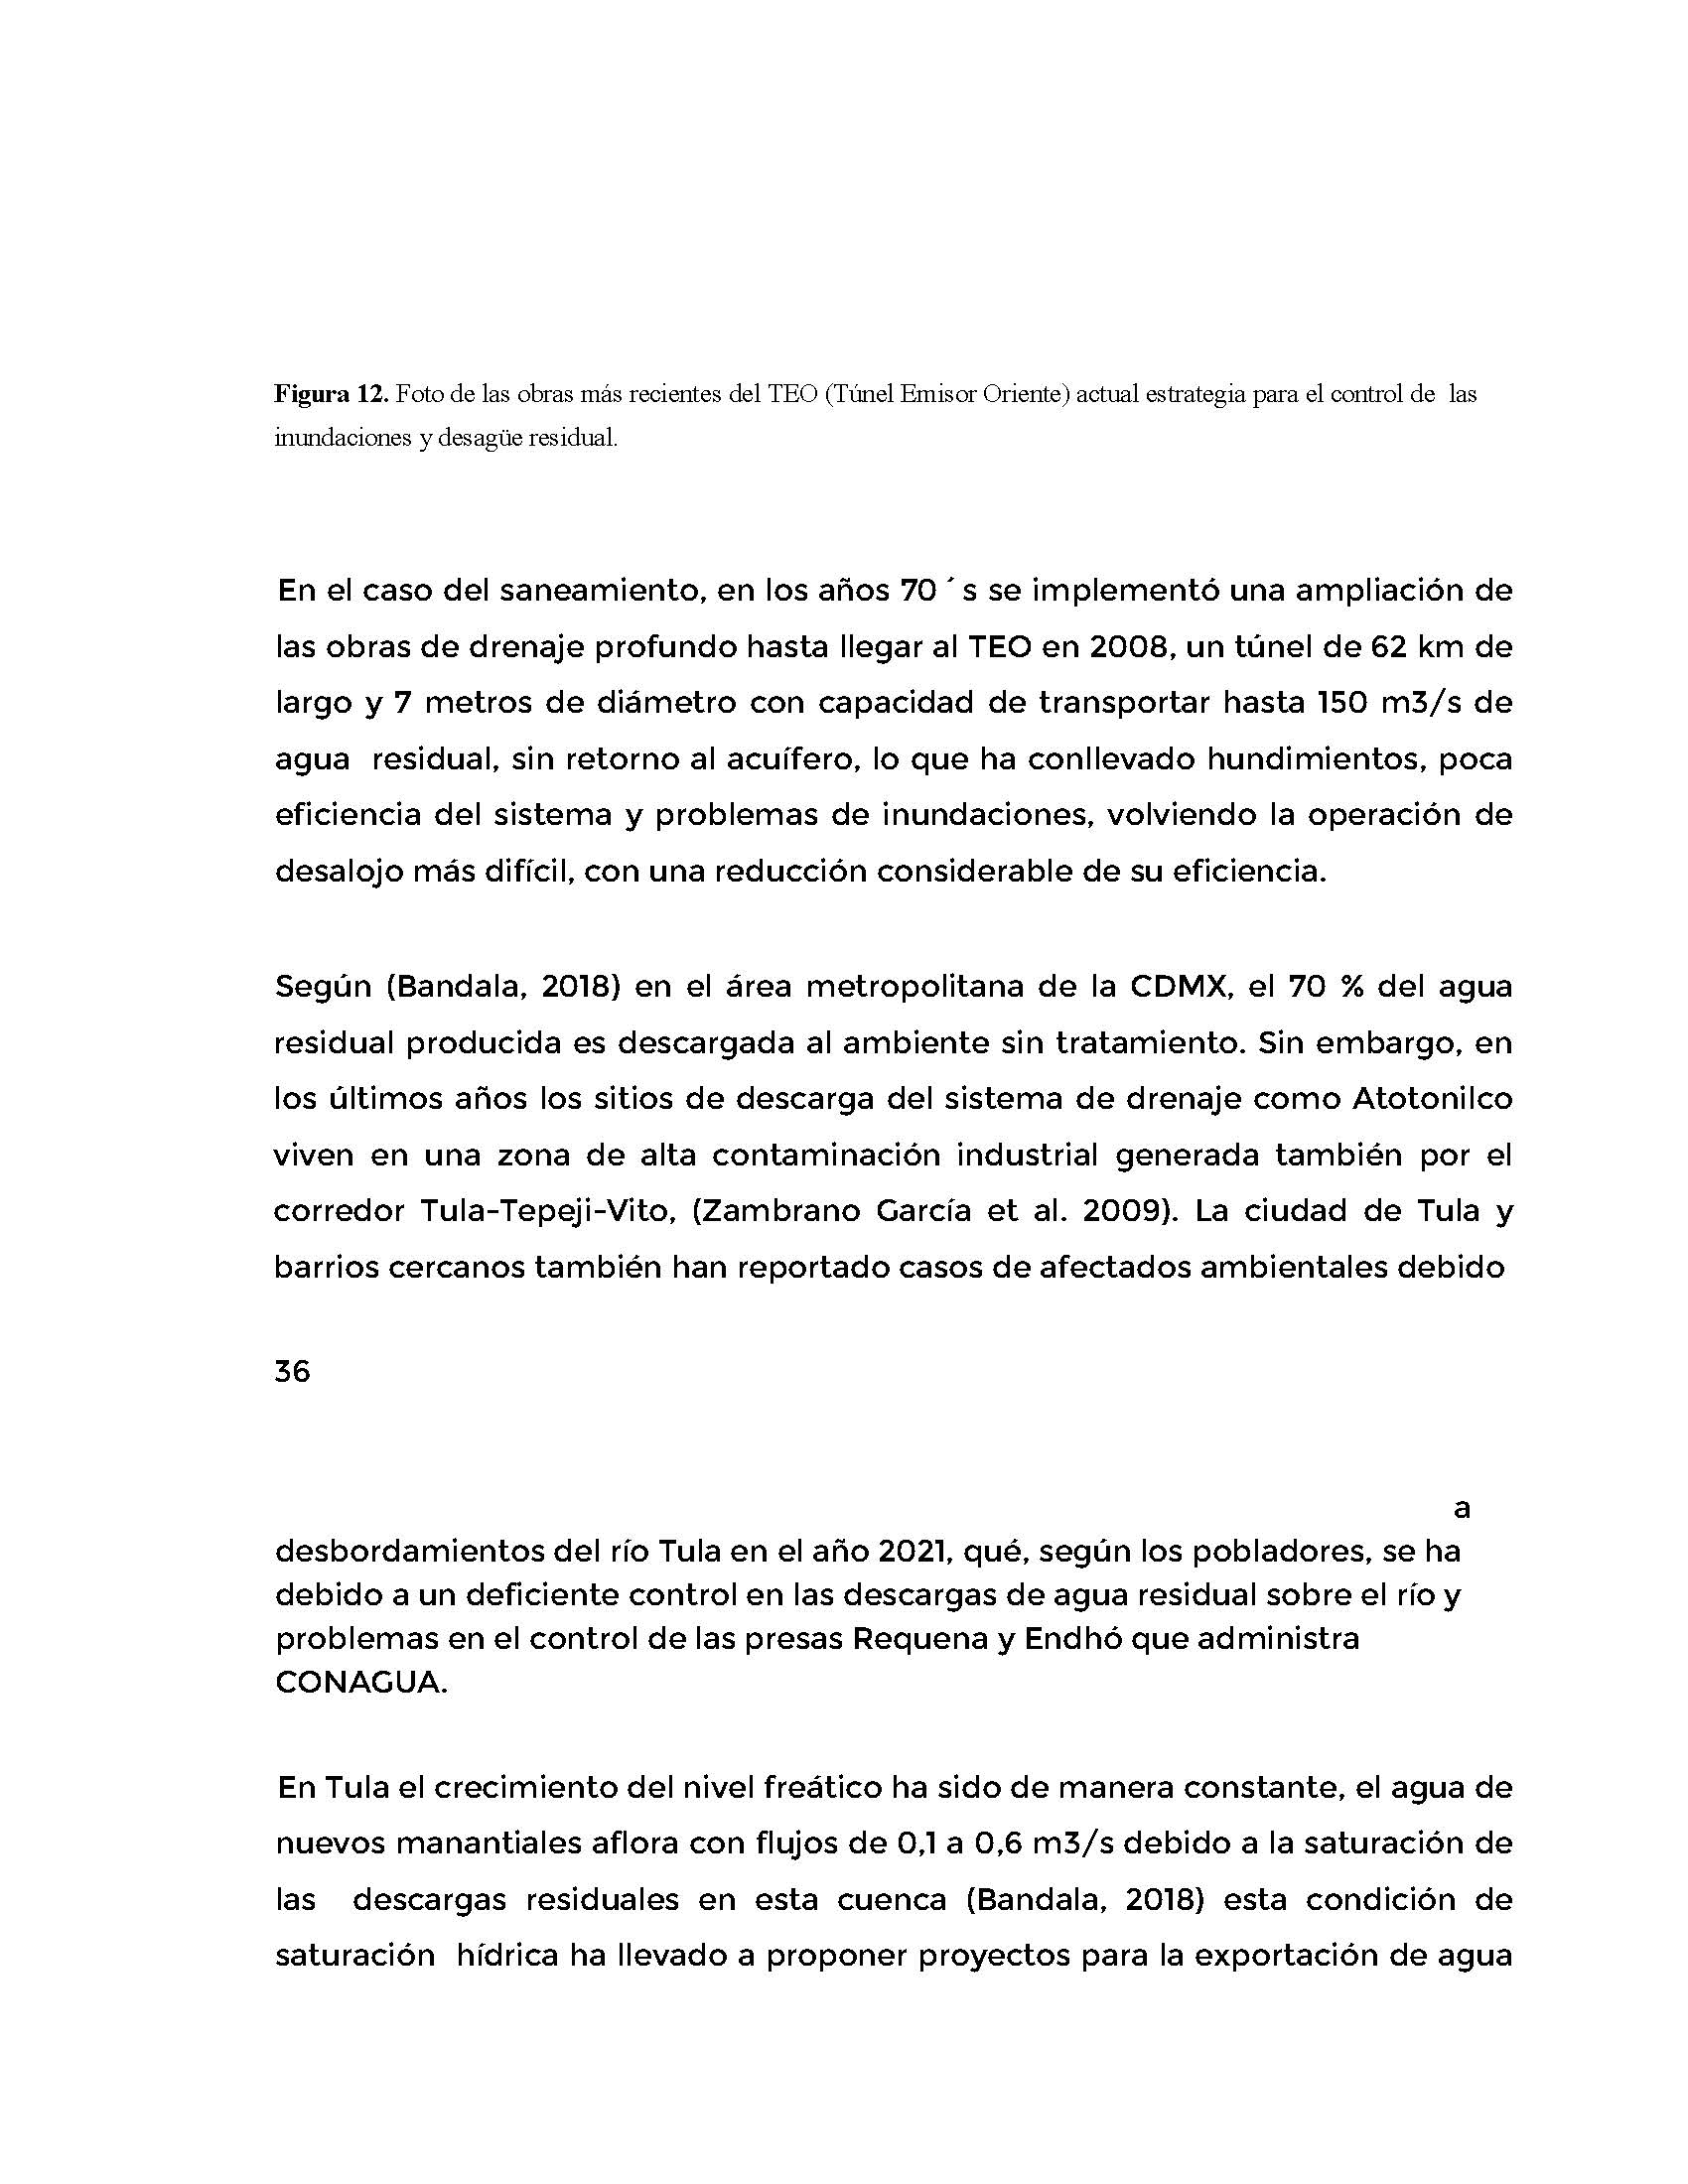 Figura 12. Foto de las obras más recientes del TEO (Túnel Emisor Oriente) actual estrategia para el control de las
inundaciones y desagüe residual.
En el caso del saneamiento, en los años 70 ́s se implementó una ampliación de
las obras de drenaje profundo hasta llegar al TEO en 2008, un túnel de 62 km de
largo y 7 metros de diámetro con capacidad de transportar hasta 150 m3/s de
agua residual, sin retorno al acuífero, lo que ha conllevado hundimientos, poca
eficiencia del sistema y problemas de inundaciones, volviendo la operación de
desalojo más difícil, con una reducción considerable de su eficiencia.
Según (Bandala, 2018) en el área metropolitana de la CDMX, el 70 % del agua
residual producida es descargada al ambiente sin tratamiento. Sin embargo, en
los últimos años los sitios de descarga del sistema de drenaje como Atotonilco
viven en una zona de alta contaminación industrial generada también por el
corredor Tula-Tepeji-Vito, (Zambrano García et al. 2009). La ciudad de Tula y
barrios cercanos también han reportado casos de afectados ambientales debido
36
a
desbordamientos del río Tula en el año 2021, qué, según los pobladores, se ha
debido a un deficiente control en las descargas de agua residual sobre el río y
problemas en el control de las presas Requena y Endhó que administra
CONAGUA.
En Tula el crecimiento del nivel freático ha sido de manera constante, el agua de
nuevos manantiales aflora con flujos de 0,1 a 0,6 m3/s debido a la saturación de
las descargas residuales en esta cuenca (Bandala, 2018) esta condición de
saturación hídrica ha llevado a proponer proyectos para la exportación de agua